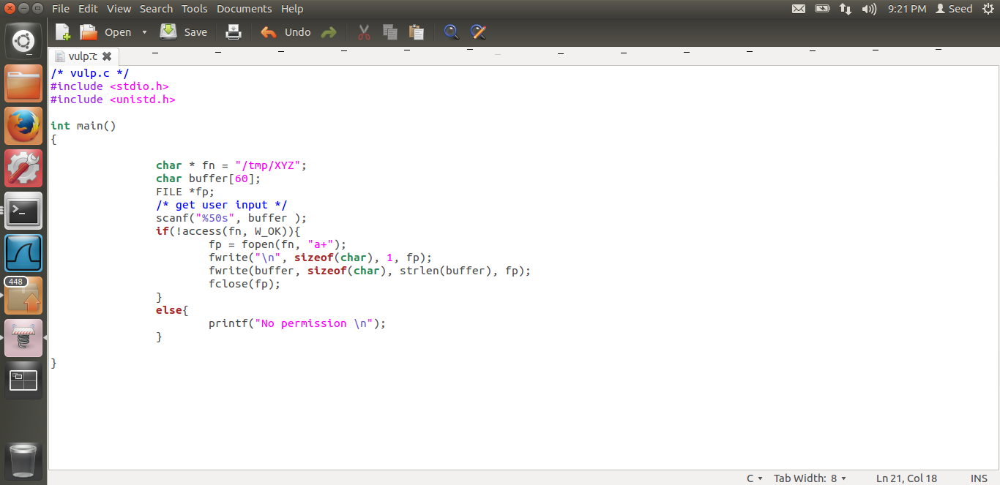 File Edit View Search Tools Documents Help 9:21 PM Seed
Open Save Undo
vulp.c
/* vulp.c */
#include <stdio.h>
#include <unistd.h>
int main()
{
char * fn = "/tmp/XYZ";
char buffer[60];
FILE *fp;
/* get user input */
scanf("%50s", buffer );
if(!access(fn, W_OK)){
fp = fopen(fn, "a+");
fwrite("\n", sizeof(char), 1, fp);
fwrite(buffer, sizeof(char), strlen(buffer), fp);
fclose(fp);
}
else{
printf("No permission \n");
}
}
448
C Tab Width: 8 Ln 21, Col 18 INS